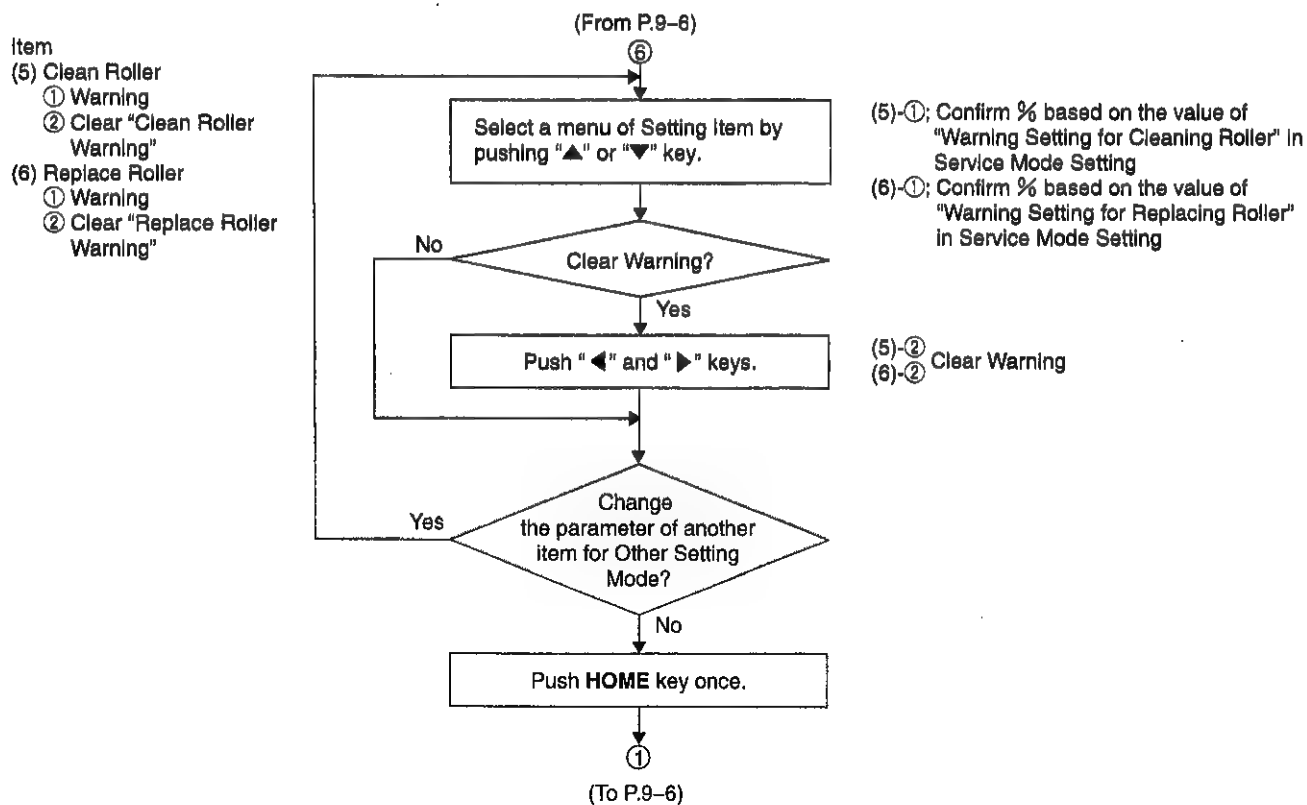 (From P.9–6)
⑥
Item
(5) Clean Roller
① Warning
② Clear “Clean Roller
Warning”
(6) Replace Roller
① Warning
② Clear “Replace Roller
Warning”
Select a menu of Setting Item by
pushing “▲” or “▼” key.
(5)-①; Confirm % based on the value of
“Warning Setting for Cleaning Roller” in
Service Mode Setting
(6)-①; Confirm % based on the value of
“Warning Setting for Replacing Roller”
in Service Mode Setting
No
Clear Warning?
Yes
Push “◀” and “▶” keys.
(5)-②
(6)-② Clear Warning
Change
the parameter of another
item for Other Setting
Mode?
Yes
No
Push HOME key once.
①
(To P.9–6)